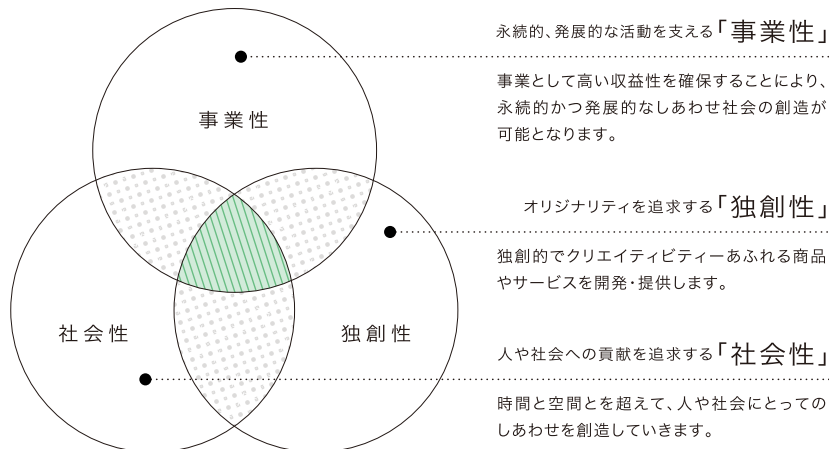 事業性
社会性
独創性
永続的、発展的な活動を支える「事業性」
事業として高い収益性を確保することにより、
永続的かつ発展的なしあわせ社会の創造が
可能となります。
オリジナリティを追求する「独創性」
独創的でクリエイティビティーあふれる商品
やサービスを開発・提供します。
人や社会への貢献を追求する「社会性」
時間と空間とを超えて、人や社会にとっての
しあわせを創造していきます。